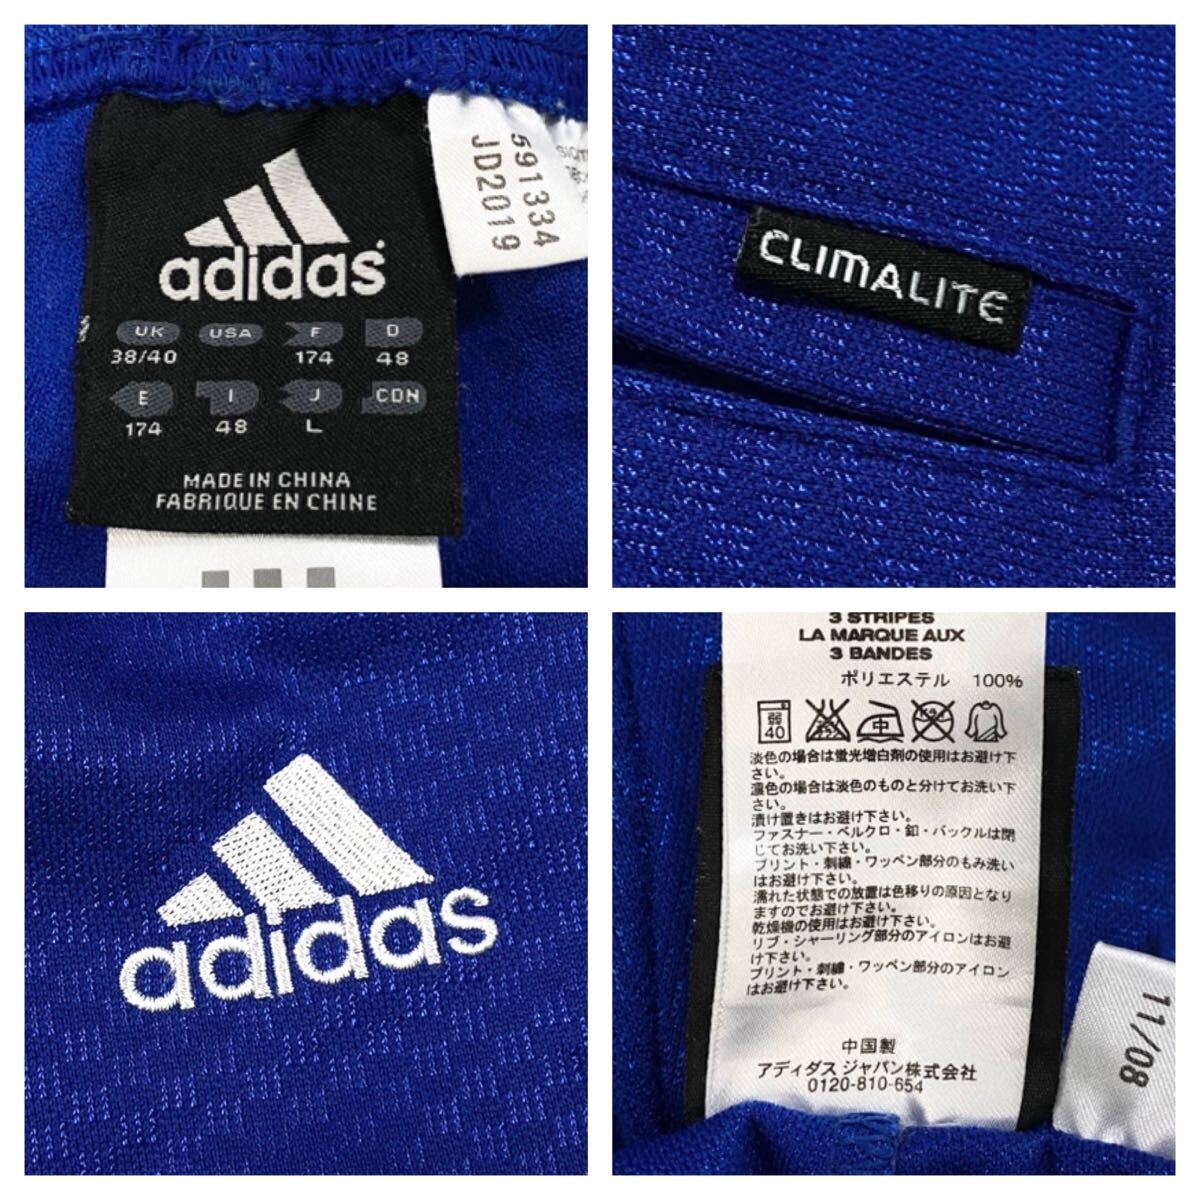 adidas
591334
JD2019
UK USA F D
38/40 174 48
E I J CDN
174 48 L
MADE IN CHINA
FABRIQUE EN CHINE
CLIMALITE
adidas
3 STRIPES
LA MARQUE AUX
3 BANDES
ポリエステル 100%
弱
40
中
淡色の場合は蛍光増白剤の使用はお避け下
さい。
濃色の場合は淡色のものと分けてお洗い下
さい。
漬け置きはお避け下さい。
ファスナー・ベルクロ・釦・バックルは閉
じてお洗い下さい。
プリント・刺繍・ワッペン部分のもみ洗い
はお避け下さい。
濡れた状態での放置は色移りの原因となり
ますのでお避け下さい。
乾燥機の使用はお避け下さい。
リブ・シャーリング部分のアイロンはお避
け下さい。
プリント・刺繍・ワッペン部分のアイロン
はお避け下さい。
中国製
アディダス ジャパン株式会社
0120-810-654
11/08